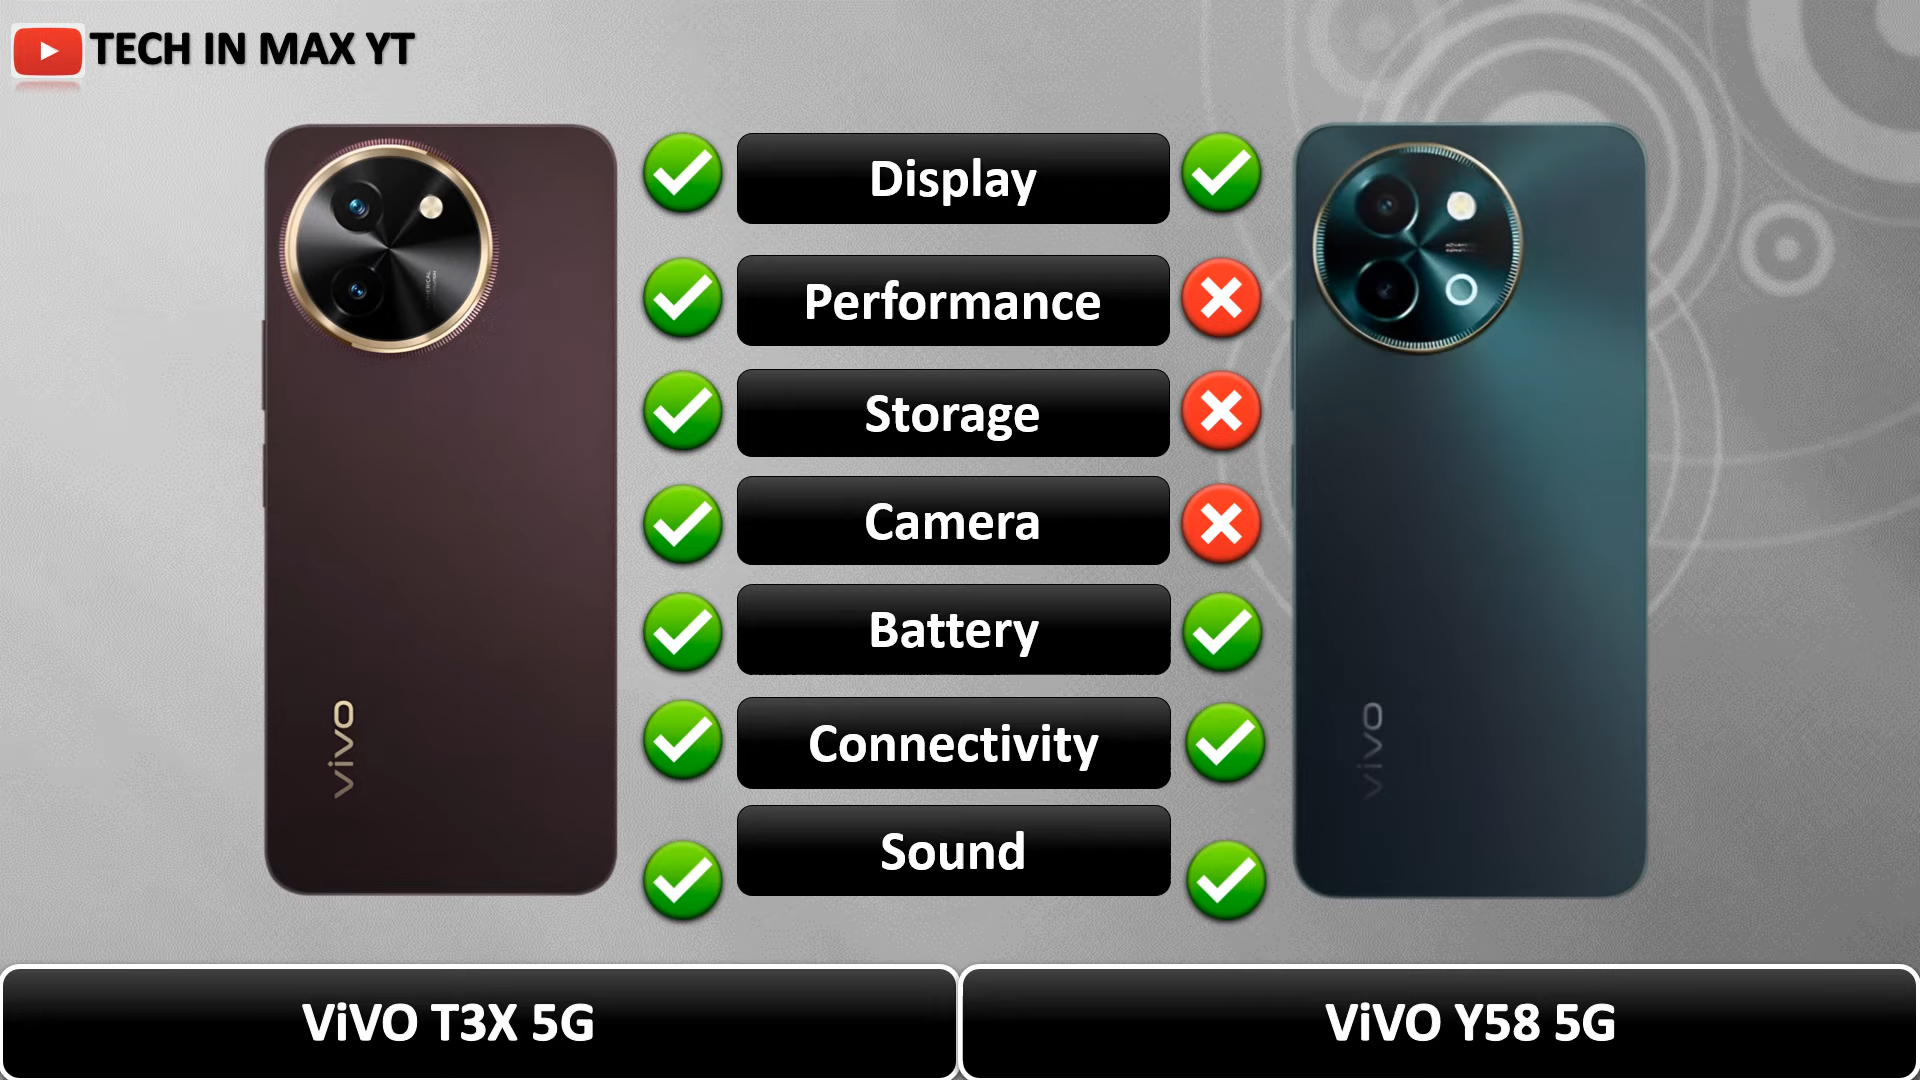 TECH IN MAX YT
Display
Performance
Storage
Camera
Battery
Connectivity
Sound
vivo
vivo
ViVO T3X 5G
ViVO Y58 5G